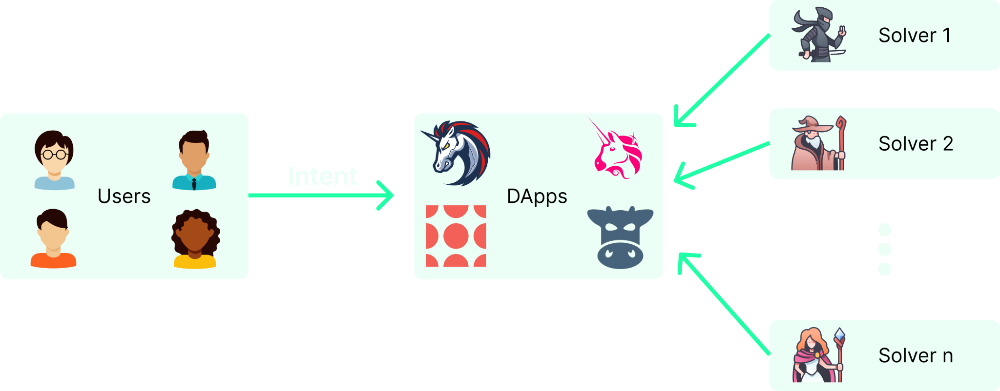 Users
Intent
DApps
Solver 1
Solver 2
Solver n